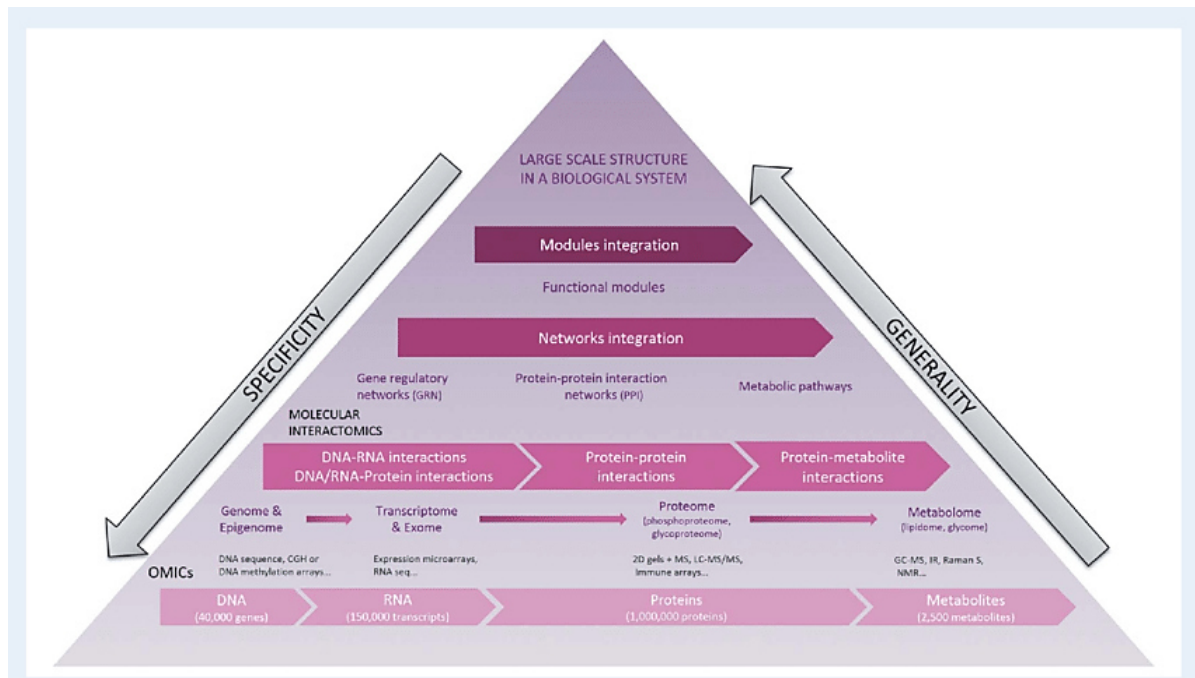 LARGE SCALE STRUCTURE
IN A BIOLOGICAL SYSTEM
SPECIFICITY
GENERALITY
Modules integration
Functional modules
Networks integration
Gene regulatory
networks (GRN)
Protein-protein interaction
networks (PPI)
Metabolic pathways
MOLECULAR
INTERACTOMICS
DNA-RNA interactions
DNA/RNA-Protein interactions
Protein-protein
interactions
Protein-metabolite
interactions
Genome &
Epigenome
Transcriptome
& Exome
Proteome
(phosphoproteome,
glycoproteome)
Metabolome
(lipidome, glycome)
DNA sequence, CGH or
DNA methylation arrays...
Expression microarrays,
RNA seq...
2D gels + MS, LC-MS/MS,
Immune arrays...
GC-MS, IR, Raman S,
NMR...
OMICs
DNA
(40,000 genes)
RNA
(150,000 transcripts)
Proteins
(1,000,000 proteins)
Metabolites
(2,500 metabolites)